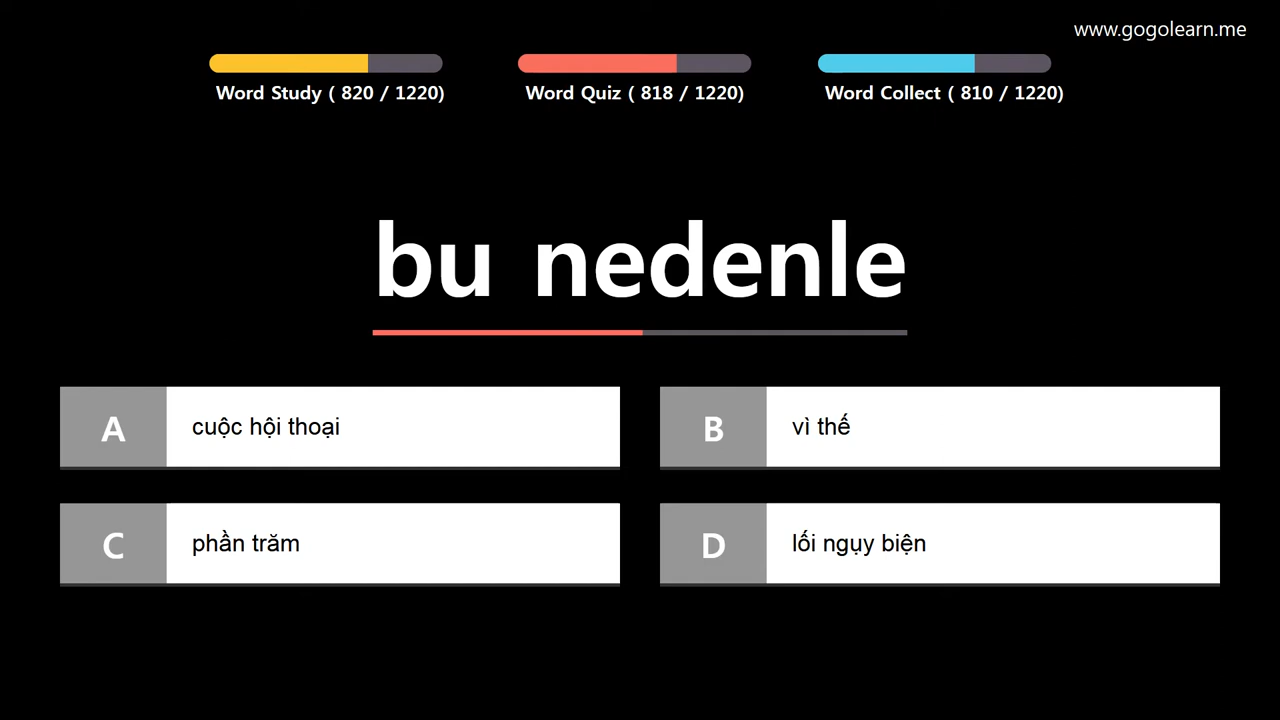 www.gogolearn.me
Word Study ( 820 / 1220)
Word Quiz ( 818 / 1220)
Word Collect ( 810 / 1220)
bu nedenle
A
cuộc hội thoại
B
vì thế
C
phần trăm
D
lối ngụy biện